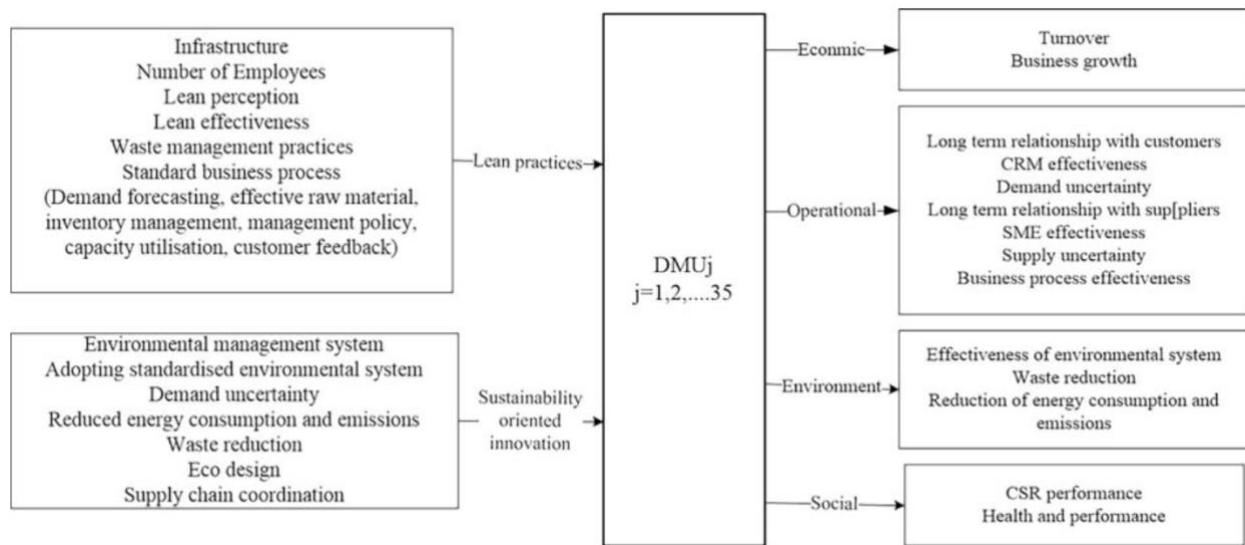 Infrastructure
Number of Employees
Lean perception
Lean effectiveness
Waste management practices
Standard business process
(Demand forecasting, effective raw material,
inventory management, management policy,
capacity utilisation, customer feedback)
Lean practices
Environmental management system
Adopting standardised environmental system
Demand uncertainty
Reduced energy consumption and emissions
Waste reduction
Eco design
Supply chain coordination
Sustainability
oriented
innovation
DMUj
j=1,2,....35
Econmic
Turnover
Business growth
Operational
Long term relationship with customers
CRM effectiveness
Demand uncertainty
Long term relationship with sup[pliers
SME effectiveness
Supply uncertainty
Business process effectiveness
Environment
Effectiveness of environmental system
Waste reduction
Reduction of energy consumption and
emissions
Social
CSR performance
Health and performance